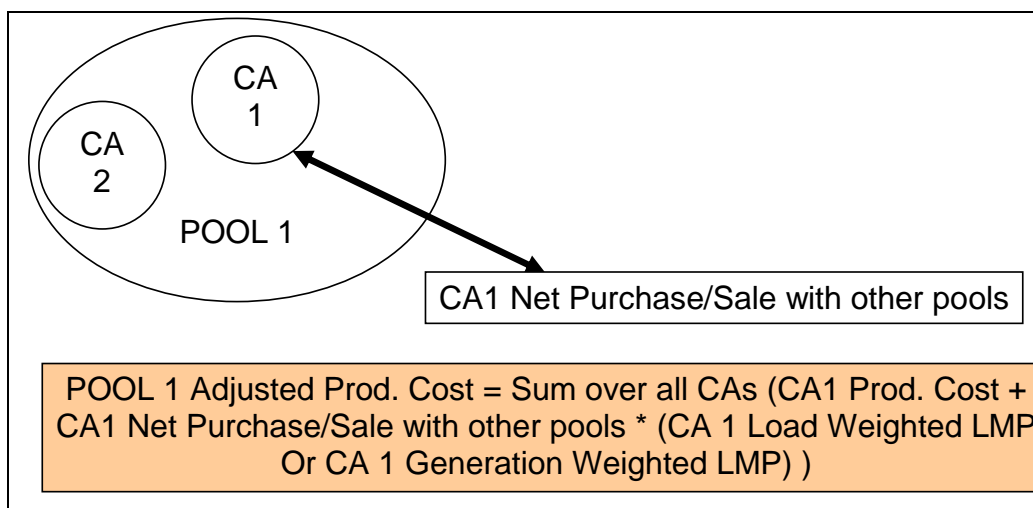 CA
1
CA
2
POOL 1
CA1 Net Purchase/Sale with other pools
POOL 1 Adjusted Prod. Cost = Sum over all CAs (CA1 Prod. Cost +
CA1 Net Purchase/Sale with other pools * (CA 1 Load Weighted LMP
Or CA 1 Generation Weighted LMP) )